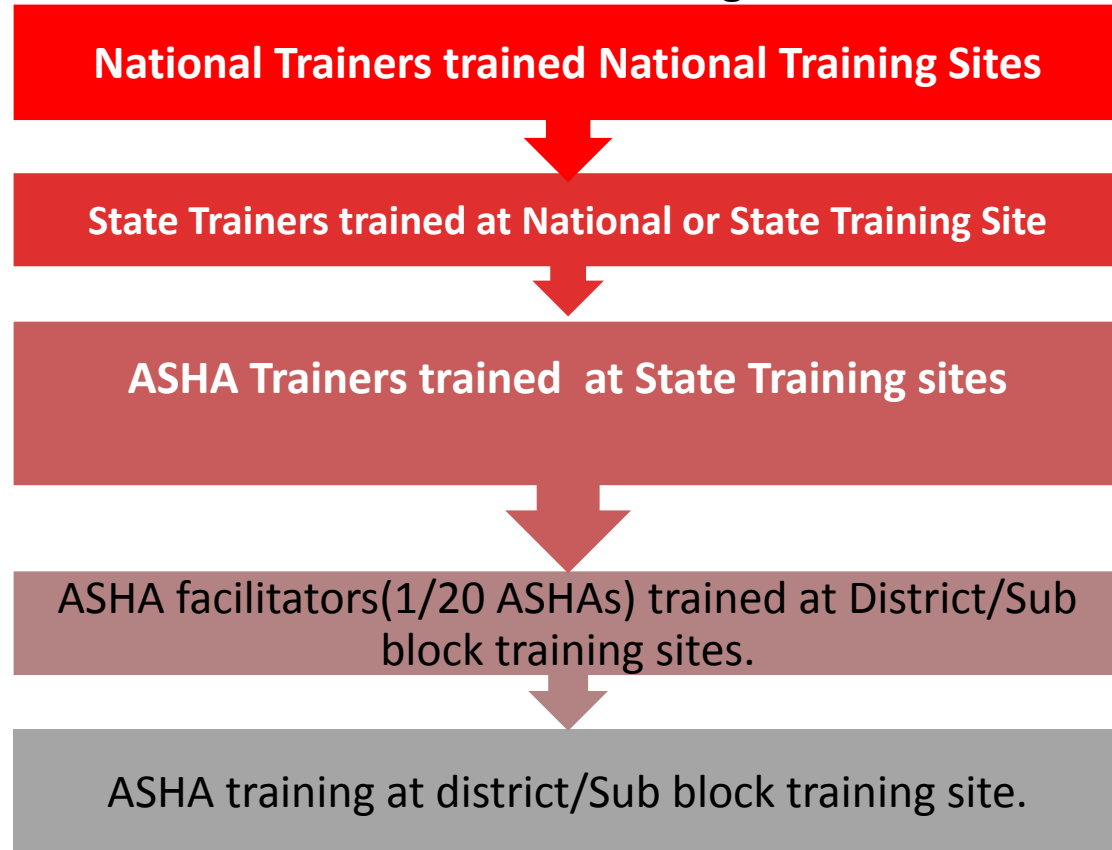 National Trainers trained National Training Sites
State Trainers trained at National or State Training Site
ASHA Trainers trained at State Training sites
ASHA facilitators(1/20 ASHAs) trained at District/Sub
block training sites.
ASHA training at district/Sub block training site.